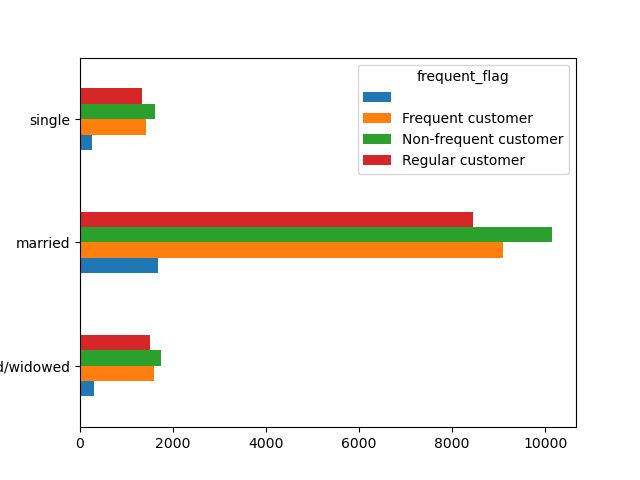 frequent_flag
Frequent customer
Non-frequent customer
Regular customer
single
married
d/widowed
0 2000 4000 6000 8000 10000